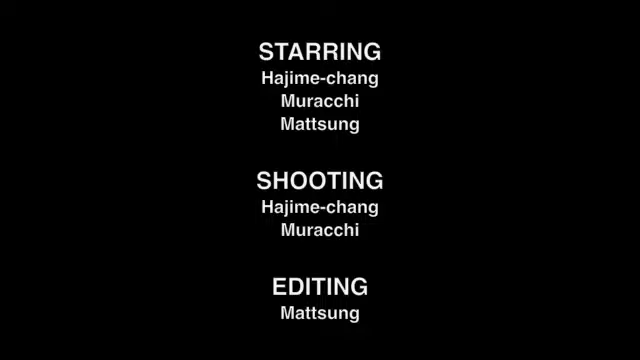 STARRING
Hajime-chang
Muracchi
Mattsung
SHOOTING
Hajime-chang
Muracchi
EDITING
Mattsung